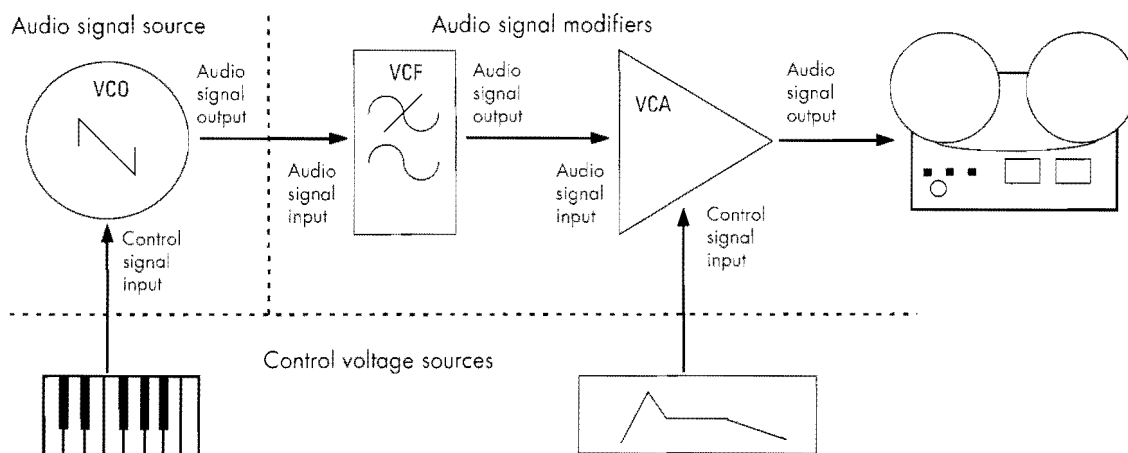 Audio signal source
Audio signal modifiers
VCO
Audio
signal
output
VCF
Audio
signal
output
VCA
Audio
signal
output
Audio
signal
input
Audio
signal
input
Control
signal
input
Control
signal
input
Control voltage sources